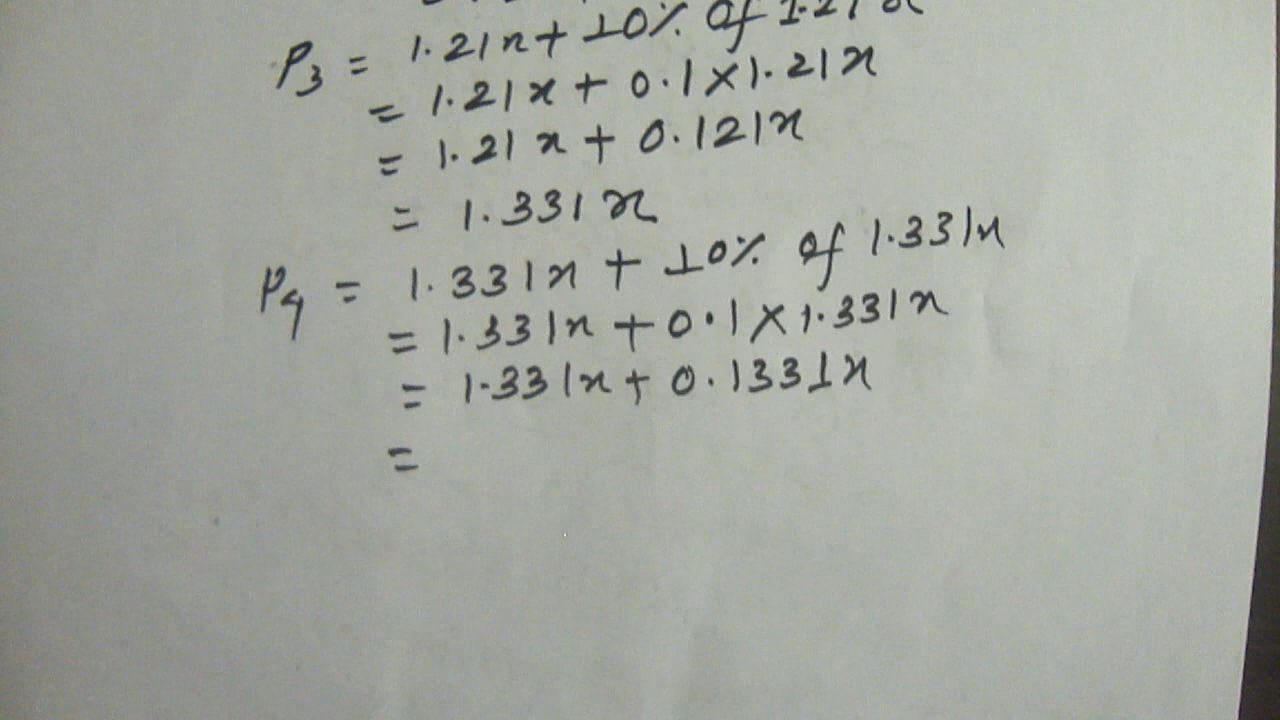 P3 = 1.21x + 10% of 1.21x
= 1.21x + 0.1 × 1.21x
= 1.21x + 0.121x
= 1.331x
P4 = 1.331x + 10% of 1.331x
= 1.331x + 0.1 × 1.331x
= 1.331x + 0.1331x
=